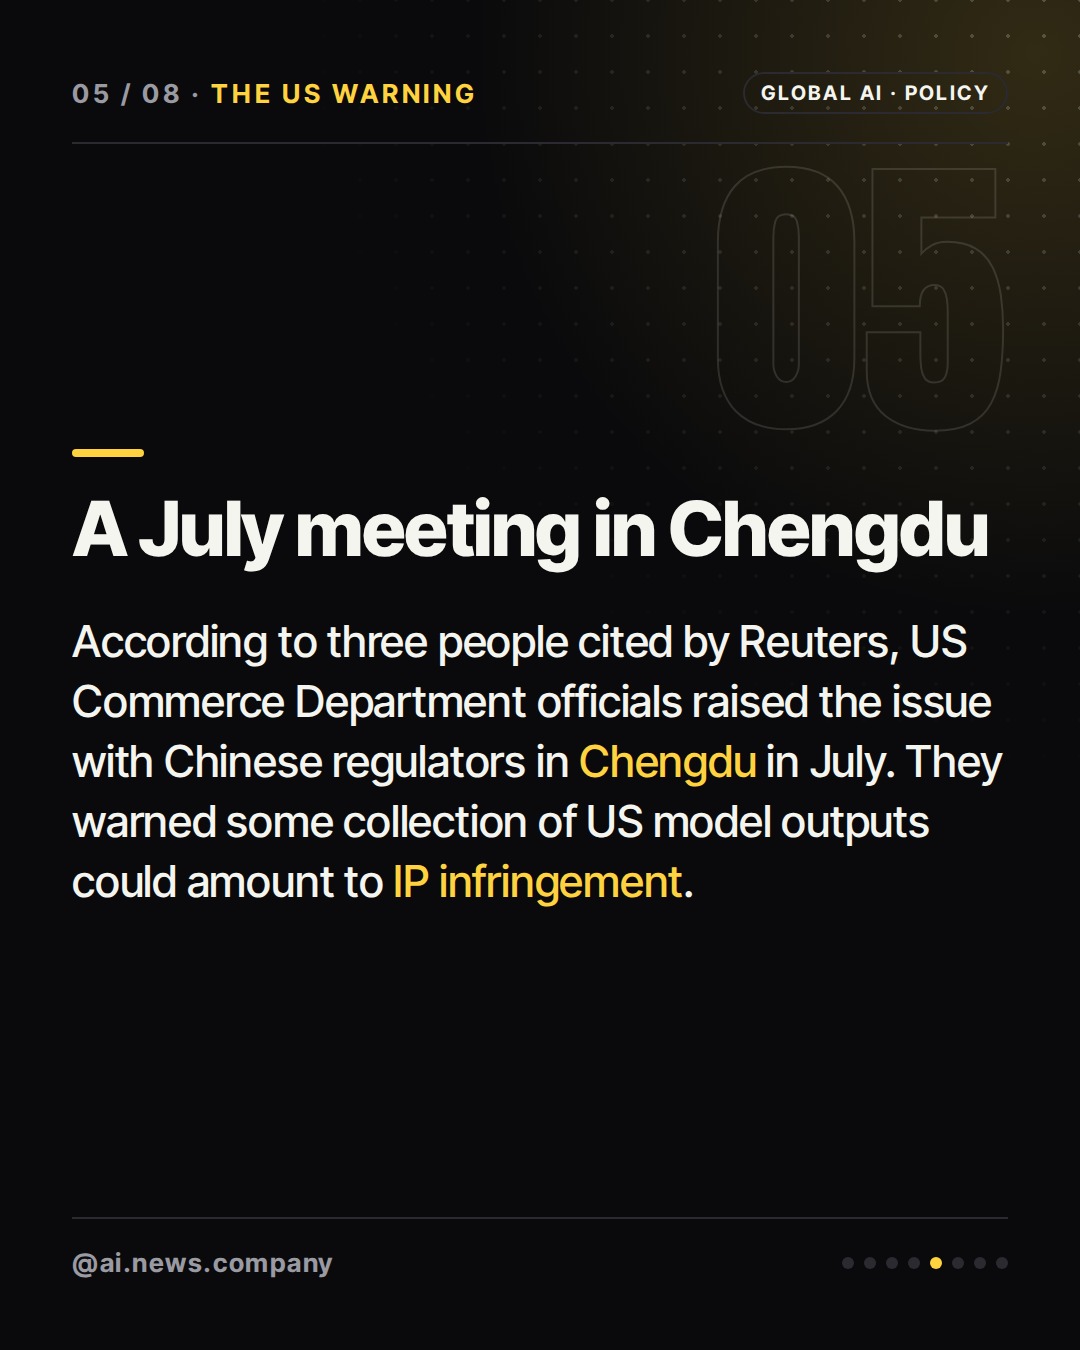 05 / 08 · THE US WARNING
GLOBAL AI · POLICY
05
A July meeting in Chengdu
According to three people cited by Reuters, US
Commerce Department officials raised the issue
with Chinese regulators in Chengdu in July. They
warned some collection of US model outputs
could amount to IP infringement.
@ai.news.company